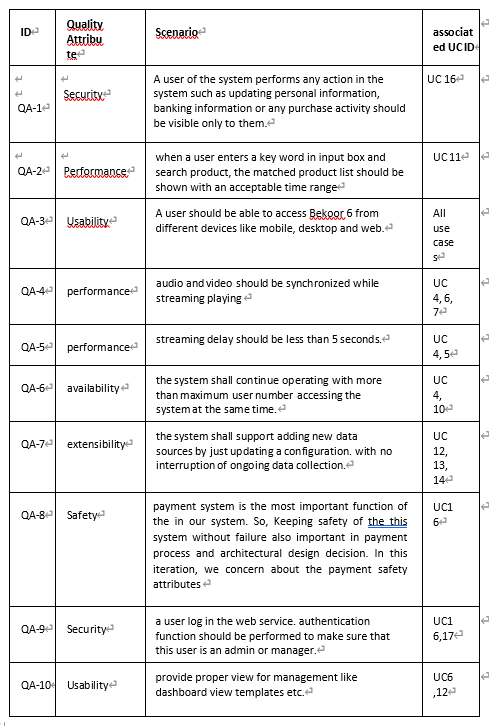 ID
Quality
Attribu
te
Scenario
associat
ed UC ID
QA-1
Security
A user of the system performs any action in the
system such as updating personal information,
banking information or any purchase activity should
be visible only to them.
UC 16
QA-2
Performance
when a user enters a key word in input box and
search product, the matched product list should be
shown with an acceptable time range
UC 11
QA-3
Usability
A user should be able to access Bekoor 6 from
different devices like mobile, desktop and web.
All
use
case
s
QA-4
performance
audio and video should be synchronized while
streaming playing
UC
4, 6,
7
QA-5
performance
streaming delay should be less than 5 seconds.
UC
4, 5
QA-6
availability
the system shall continue operating with more
than maximum user number accessing the
system at the same time.
UC
4,
10
QA-7
extensibility
the system shall support adding new data
sources by just updating a configuration. with no
interruption of ongoing data collection.
UC
12,
13,
14
QA-8
Safety
payment system is the most important function of
the in our system. So, Keeping safety of the this
system without failure also important in payment
process and architectural design decision. In this
iteration, we concern about the payment safety
attributes
UC1
6
QA-9
Security
a user log in the web service. authentication
function should be performed to make sure that
this user is an admin or manager.
UC1
6,17
QA-10
Usability
provide proper view for management like
dashboard view templates etc.
UC6
,12